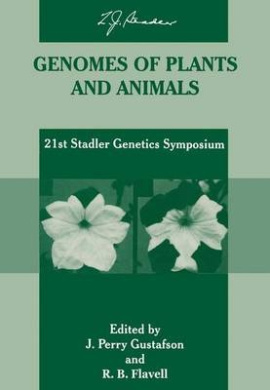 GENOMES OF PLANTS
AND ANIMALS
21st Stadler Genetics Symposium
Edited by
J. Perry Gustafson
and
R. B. Flavell